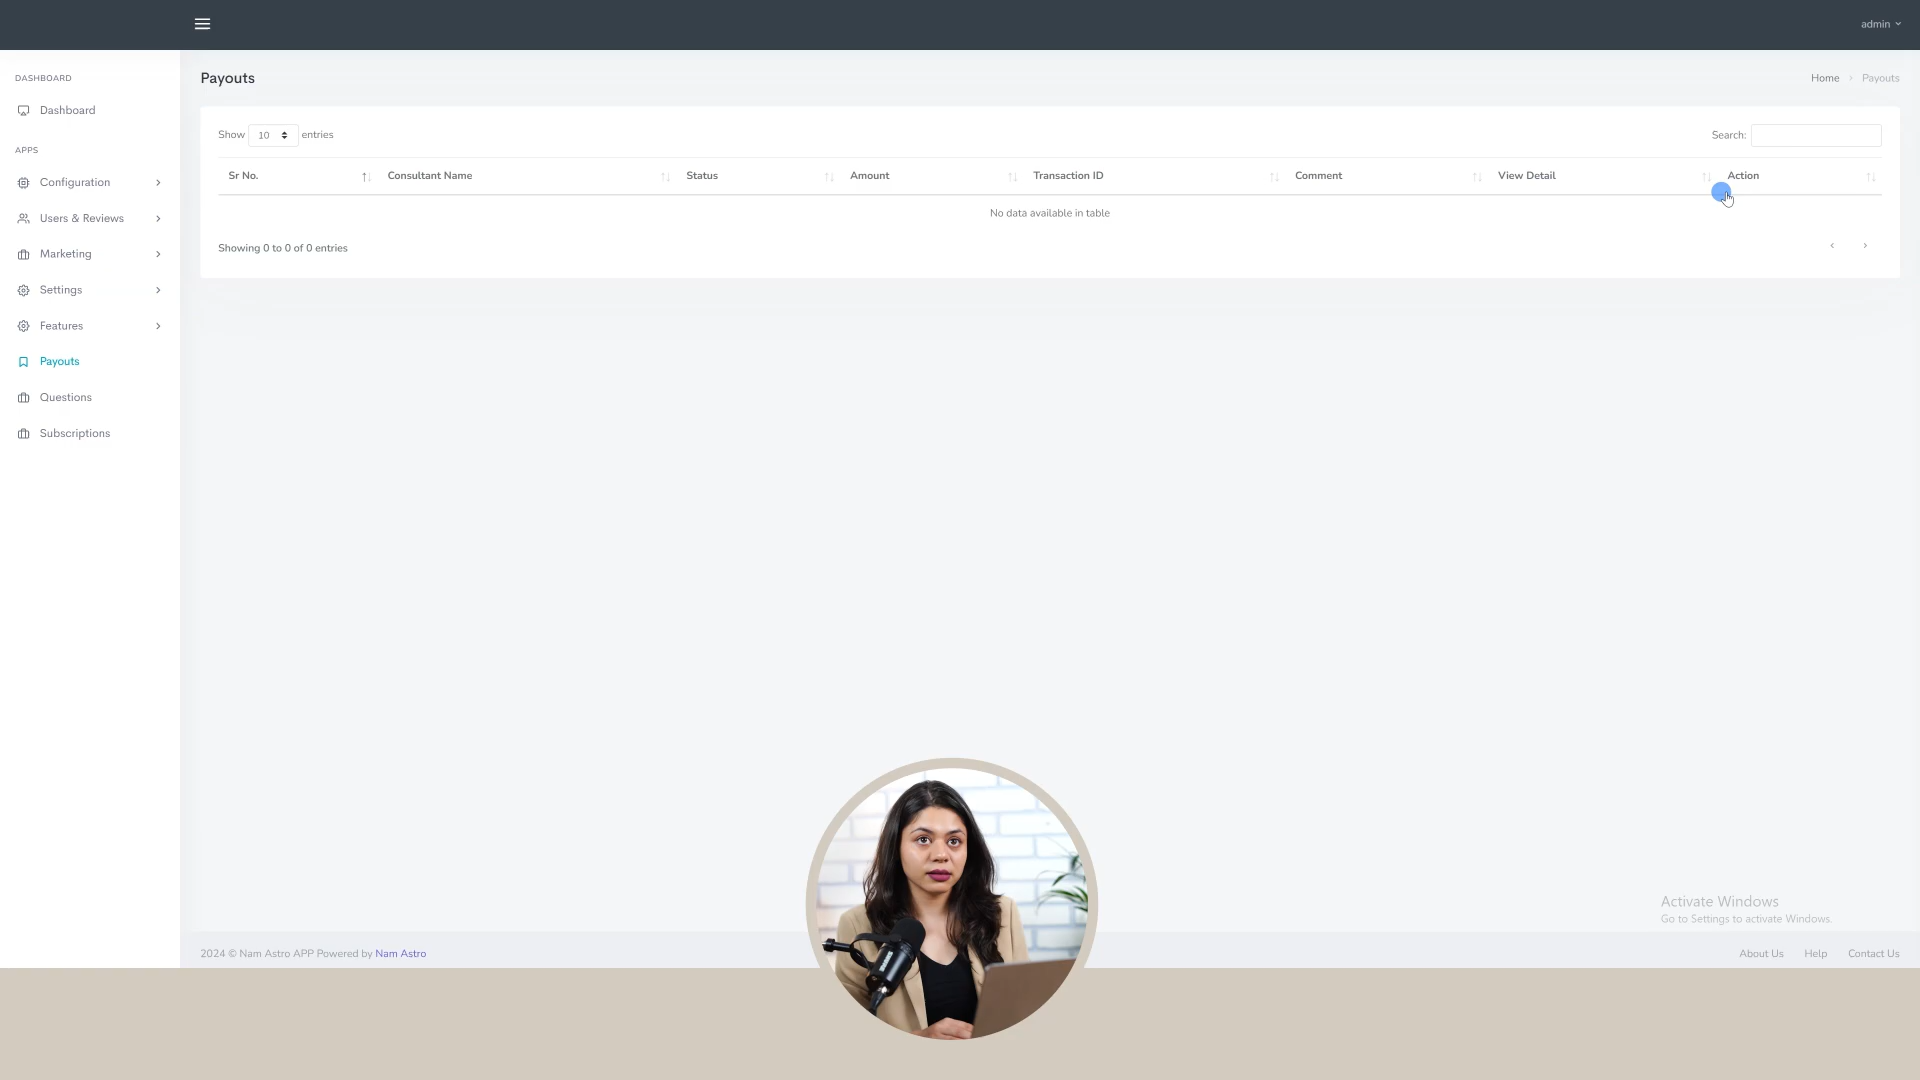 admin
DASHBOARD
Dashboard
APPS
Configuration
Users & Reviews
Marketing
Settings
Features
Payouts
Questions
Subscriptions
Payouts
Home > Payouts
Show 10 entries
Search:
Sr No. Consultant Name Status Amount Transaction ID Comment View Detail Action
No data available in table
Showing 0 to 0 of 0 entries
Activate Windows
Go to Settings to activate Windows.
2024 © Nam Astro APP Powered by Nam Astro
About Us Help Contact Us